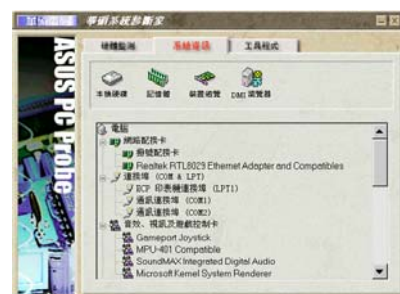 華碩系統診斷家
ASUS PC Probe
硬體監測 系統資訊 工具程式
本機硬碟 記憶體 裝置總覽 DMI 瀏覽器
電腦
網路配接卡
撥號配接卡
Realtek RTL8029 Ethernet Adapter and Compatibles
連接埠 (COM & LPT)
ECP 印表機連接埠 (LPT1)
通訊連接埠 (COM1)
通訊連接埠 (COM2)
音效、視訊及遊戲控制卡
Gameport Joystick
MPU-401 Compatible
SoundMAX Integrated Digital Audio
Microsoft Kernel System Renderer